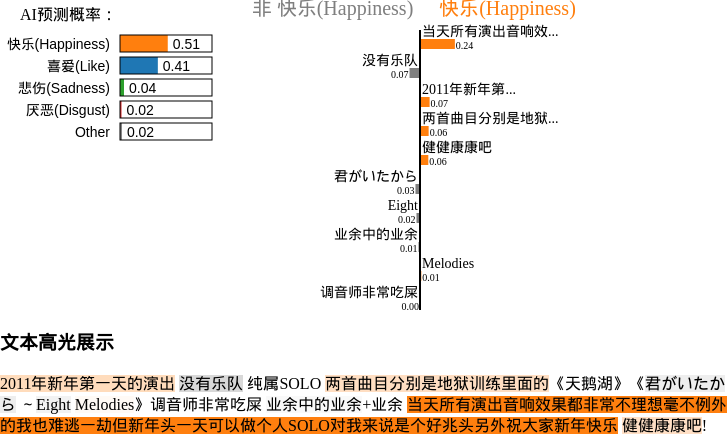 AI预测概率：
快乐(Happiness) 0.51
喜爱(Like) 0.41
悲伤(Sadness) 0.04
厌恶(Disgust) 0.02
Other 0.02
非 快乐(Happiness) 快乐(Happiness)
当天所有演出音响效...
0.24
没有乐队
0.07
2011年新年第...
0.07
两首曲目分别是地狱...
0.06
健健康康吧
0.06
君がいたから
0.03
Eight
0.02
业余中的业余
0.01
Melodies
0.01
调音师非常吃屎
0.00
文本高光展示
2011年新年第一天的演出 没有乐队 纯属SOLO 两首曲目分别是地狱训练里面的《天鹅湖》《君がいたか
ら ～Eight Melodies》调音师非常吃屎 业余中的业余+业余 当天所有演出音响效果都非常不理想毫不例外
的我也难逃一劫但新年头一天可以做个人SOLO对我来说是个好兆头另外祝大家新年快乐 健健康康吧!